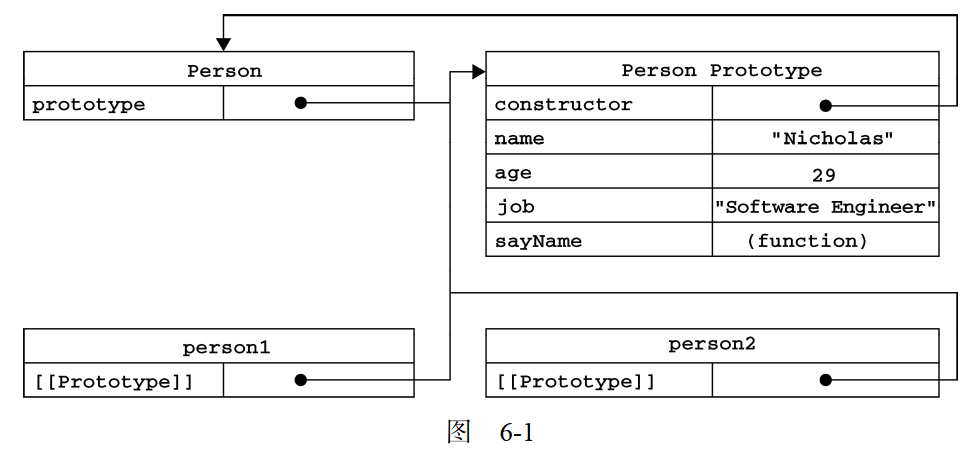 Person
prototype
Person Prototype
constructor
name "Nicholas"
age 29
job "Software Engineer"
sayName (function)
person1
[[Prototype]]
person2
[[Prototype]]
图 6-1